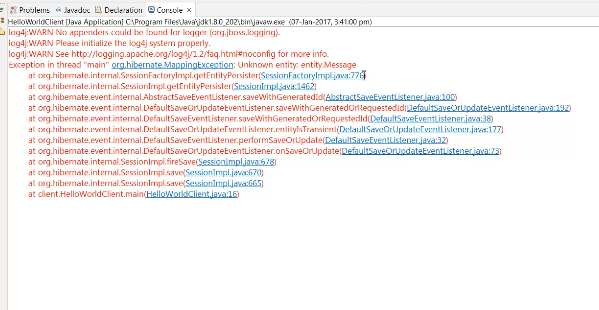 Problems Javadoc Declaration Console
HelloWorldClient [Java Application] C:\Program Files\Java\jdk1.8.0_202\bin\javaw.exe (07-Jan-2017, 3:41:00 pm)
log4j:WARN No appenders could be found for logger (org.jboss.logging).
log4j:WARN Please initialize the log4j system properly.
log4j:WARN See http://logging.apache.org/log4j/1.2/faq.html#noconfig for more info.
Exception in thread "main" org.hibernate.MappingException: Unknown entity: entity.Message
at org.hibernate.internal.SessionFactoryImpl.getEntityPersister(SessionFactoryImpl.java:776)
at org.hibernate.internal.SessionImpl.getEntityPersister(SessionImpl.java:1462)
at org.hibernate.event.internal.AbstractSaveEventListener.saveWithGeneratedId(AbstractSaveEventListener.java:100)
at org.hibernate.event.internal.DefaultSaveOrUpdateEventListener.saveWithGeneratedOrRequestedId(DefaultSaveOrUpdateEventListener.java:192)
at org.hibernate.event.internal.DefaultSaveEventListener.saveWithGeneratedOrRequestedId(DefaultSaveEventListener.java:38)
at org.hibernate.event.internal.DefaultSaveOrUpdateEventListener.entityIsTransient(DefaultSaveOrUpdateEventListener.java:177)
at org.hibernate.event.internal.DefaultSaveEventListener.performSaveOrUpdate(DefaultSaveEventListener.java:32)
at org.hibernate.event.internal.DefaultSaveOrUpdateEventListener.onSaveOrUpdate(DefaultSaveOrUpdateEventListener.java:73)
at org.hibernate.internal.SessionImpl.fireSave(SessionImpl.java:678)
at org.hibernate.internal.SessionImpl.save(SessionImpl.java:670)
at org.hibernate.internal.SessionImpl.save(SessionImpl.java:665)
at client.HelloWorldClient.main(HelloWorldClient.java:16)